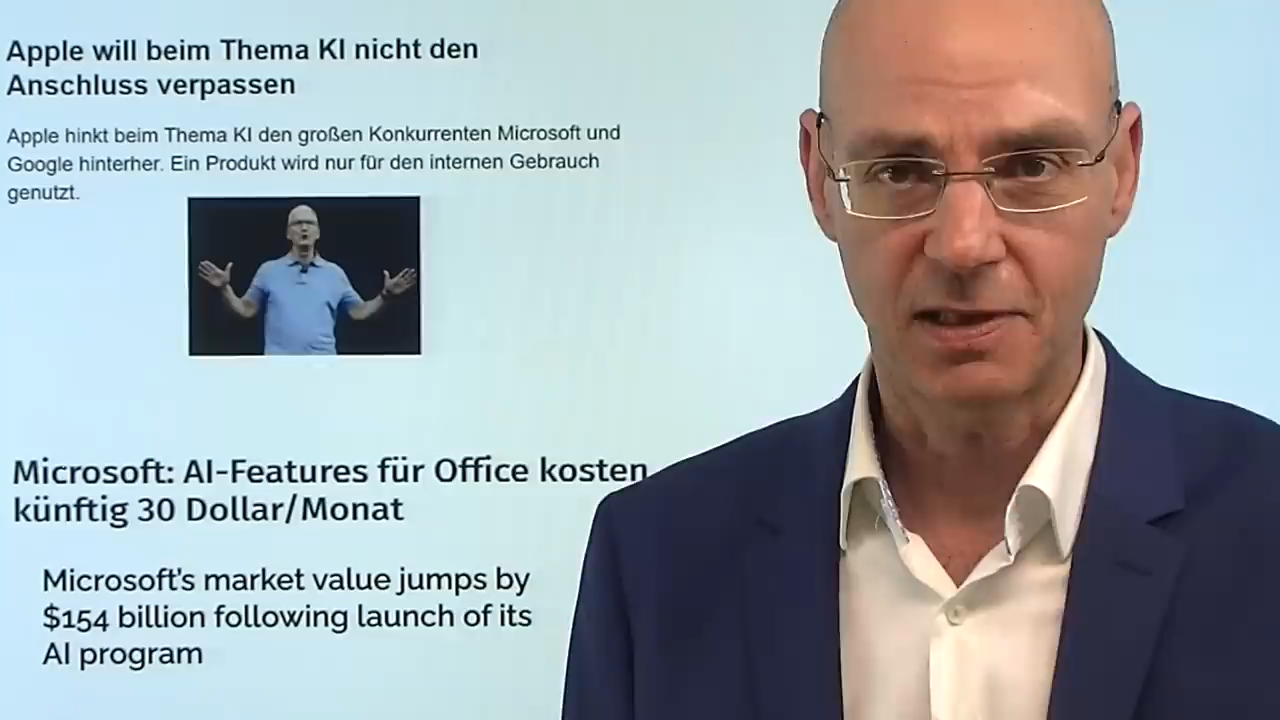 Apple will beim Thema KI nicht den
Anschluss verpassen
Apple hinkt beim Thema KI den großen Konkurrenten Microsoft und
Google hinterher. Ein Produkt wird nur für den internen Gebrauch
genutzt.
Microsoft: AI-Features für Office kosten
künftig 30 Dollar/Monat
Microsoft's market value jumps by
$154 billion following launch of its
AI program